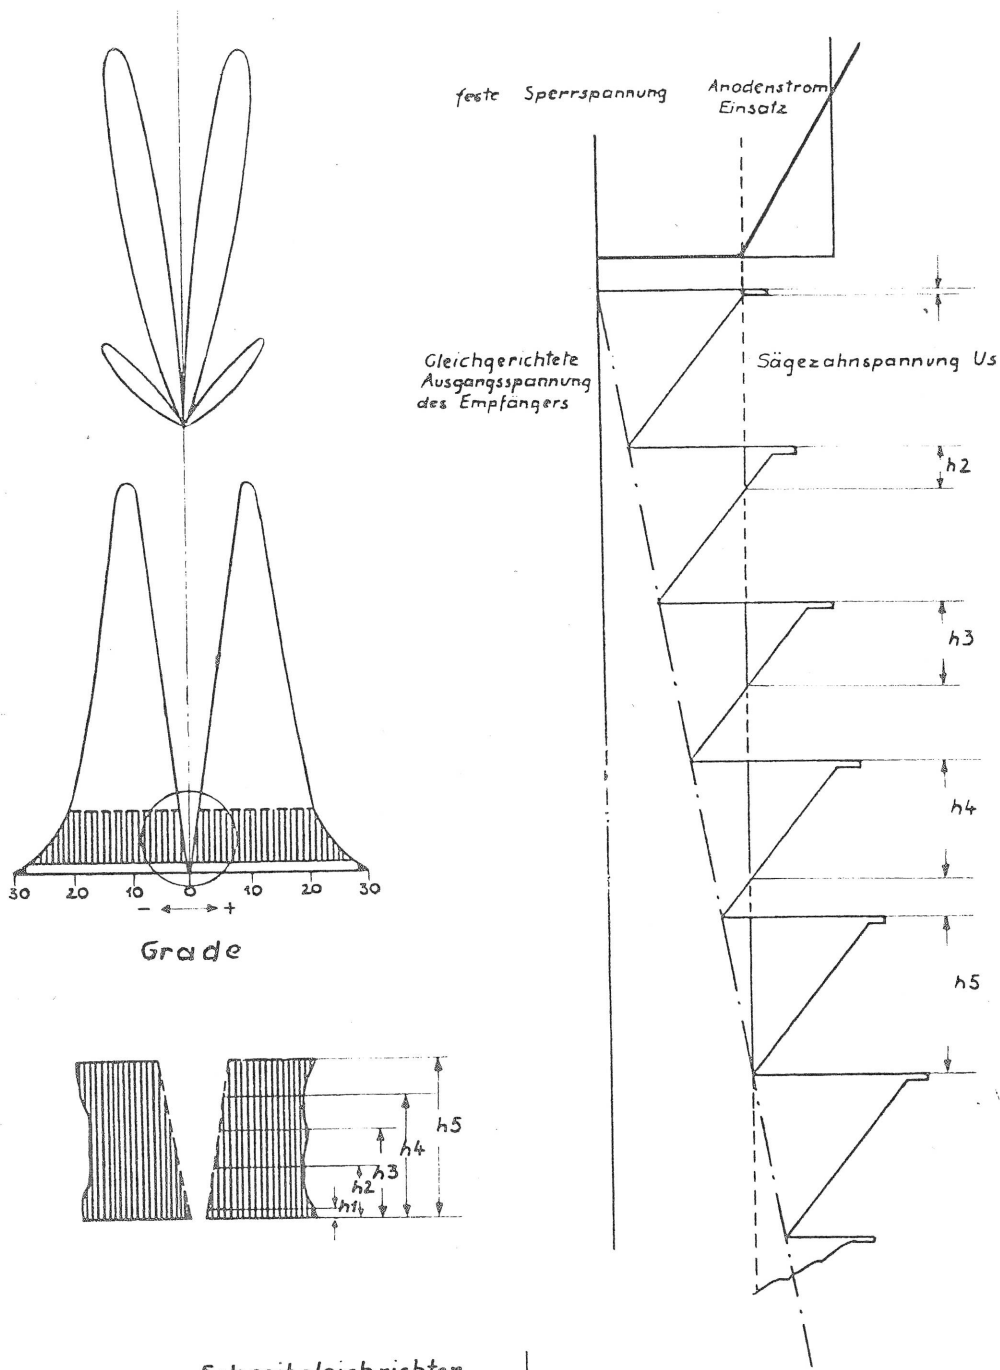 feste Sperrspannung
Anodenstrom
Einsatz
Gleichgerichtete
Ausgangsspannung
des Empfängers
Sägezahnspannung Us
h2
h3
h4
h5
30 20 10 0 10 20 30
- +
Grade
h5
h4
h3
h2
h1